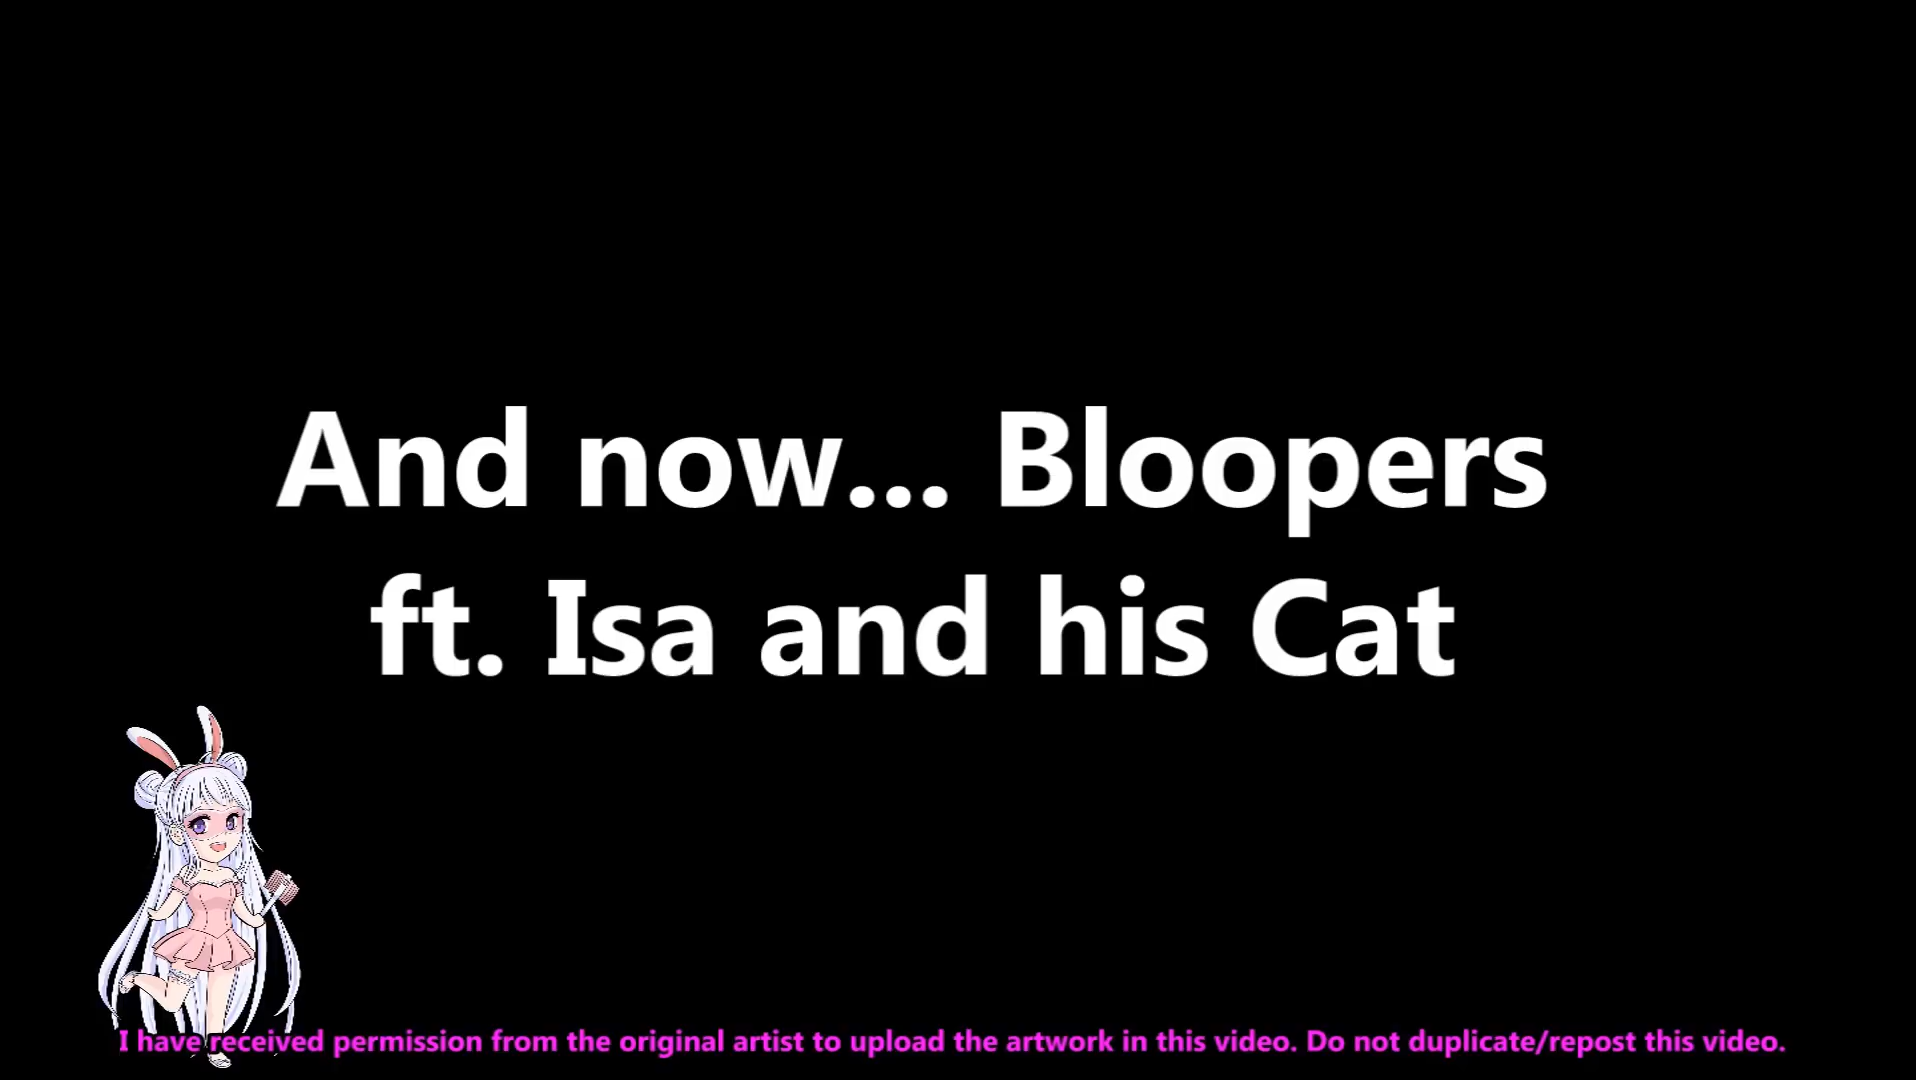 And now... Bloopers
ft. Isa and his Cat
I have received permission from the original artist to upload the artwork in this video. Do not duplicate/repost this video.